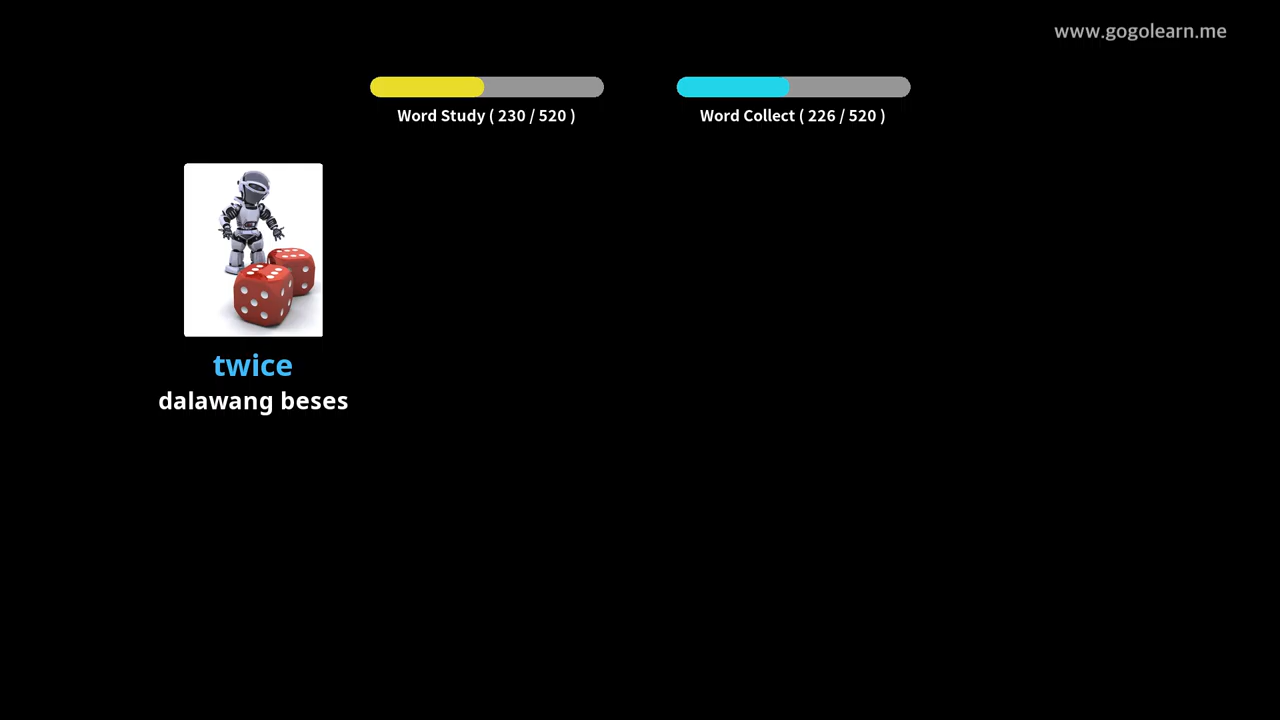 www.gogolearn.me
Word Study ( 230 / 520 )
Word Collect ( 226 / 520 )
twice
dalawang beses